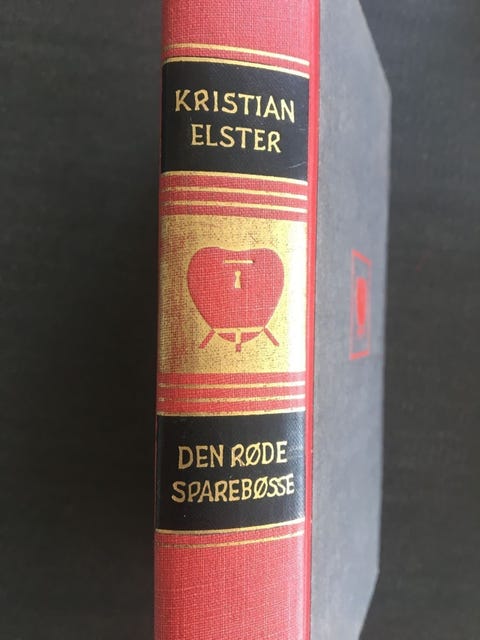 KRISTIAN
ELSTER
DEN RØDE
SPAREBØSSE